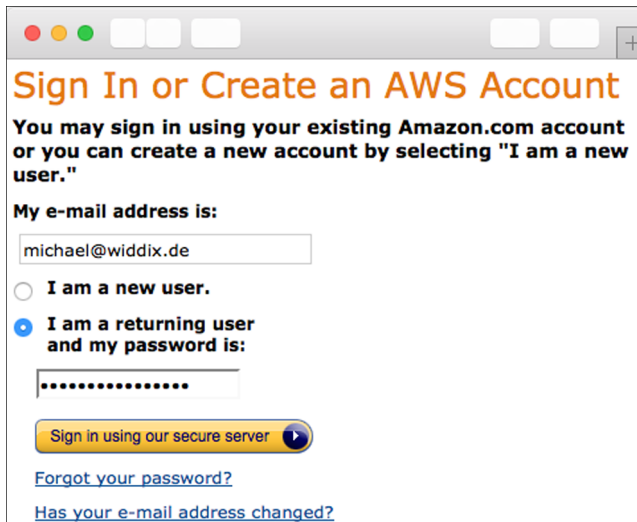 Sign In or Create an AWS Account
You may sign in using your existing Amazon.com account
or you can create a new account by selecting "I am a new
user."
My e-mail address is:
michael@widdix.de
I am a new user.
I am a returning user
and my password is:
••••••••••••••••
Sign in using our secure server
Forgot your password?
Has your e-mail address changed?